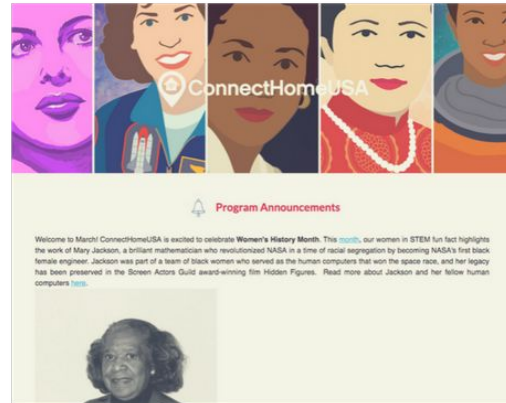 ConnectHomeUSA
Program Announcements
Welcome to March! ConnectHomeUSA is excited to celebrate Women's History Month. This month, our women in STEM fun fact highlights
the work of Mary Jackson, a brilliant mathematician who revolutionized NASA in a time of racial segregation by becoming NASA's first black
female engineer. Jackson was part of a team of black women who served as the human computers that won the space race, and her legacy
has been preserved in the Screen Actors Guild award-winning film Hidden Figures. Read more about Jackson and her fellow human
computers here.